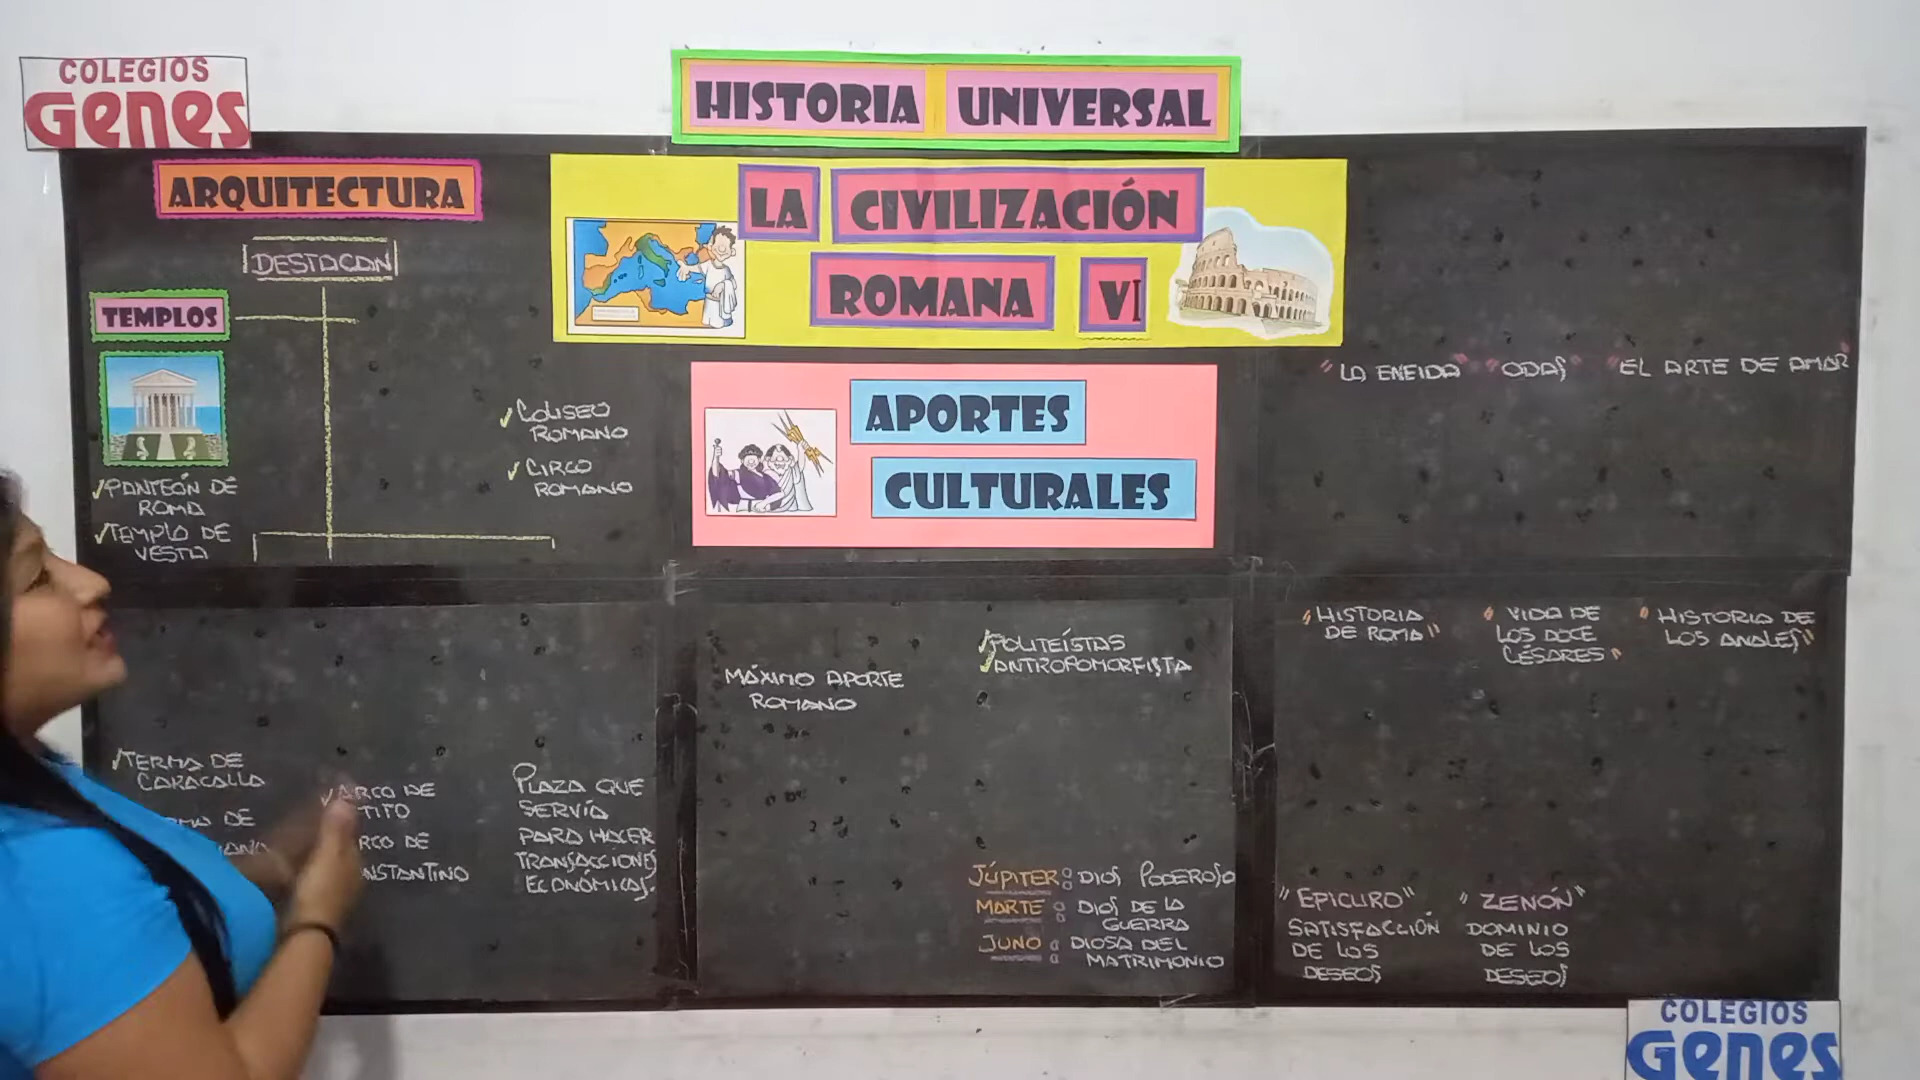 COLEGIOS
GENES
HISTORIA UNIVERSAL
ARQUITECTURA
DESTACAN
TEMPLOS
✓PANTEÓN DE
ROMA
✓TEMPLO DE
VESTA
✓COLISEO
ROMANO
✓CIRCO
ROMANO
LA CIVILIZACIÓN
ROMANA VI
APORTES
CULTURALES
"LA ENEIDA" "ODAS" "EL ARTE DE AMAR"
✓TERMA DE
CARACALLA
DE
✓ARCO DE
TITO
DE
PLAZA QUE
SERVÍA
PARA HACER
TRANSACCIONES
ECONÓMICAS.
MÁXIMO APORTE
ROMANO
✓POLITEÍSTAS
✓ANTROPOMORFISTA
JÚPITER: DIOS PODEROSO
MARTE: DIOS DE LA
GUERRA
JUNO: DIOSA DEL
MATRIMONIO
"HISTORIA
DE ROMA"
"VIDA DE
LOS DOCE
CÉSARES"
"HISTORIA DE
LOS ANALES"
"EPICURO"
SATISFACCIÓN
DE LOS
DESEOS
"ZENÓN"
DOMINIO
DE LOS
DESEOS
COLEGIOS
GENES